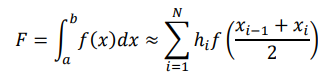 F = ∫_a^b f(x)dx ≈ ∑_{i=1}^{N} h_i f((x_{i−1} + x_i)/2)